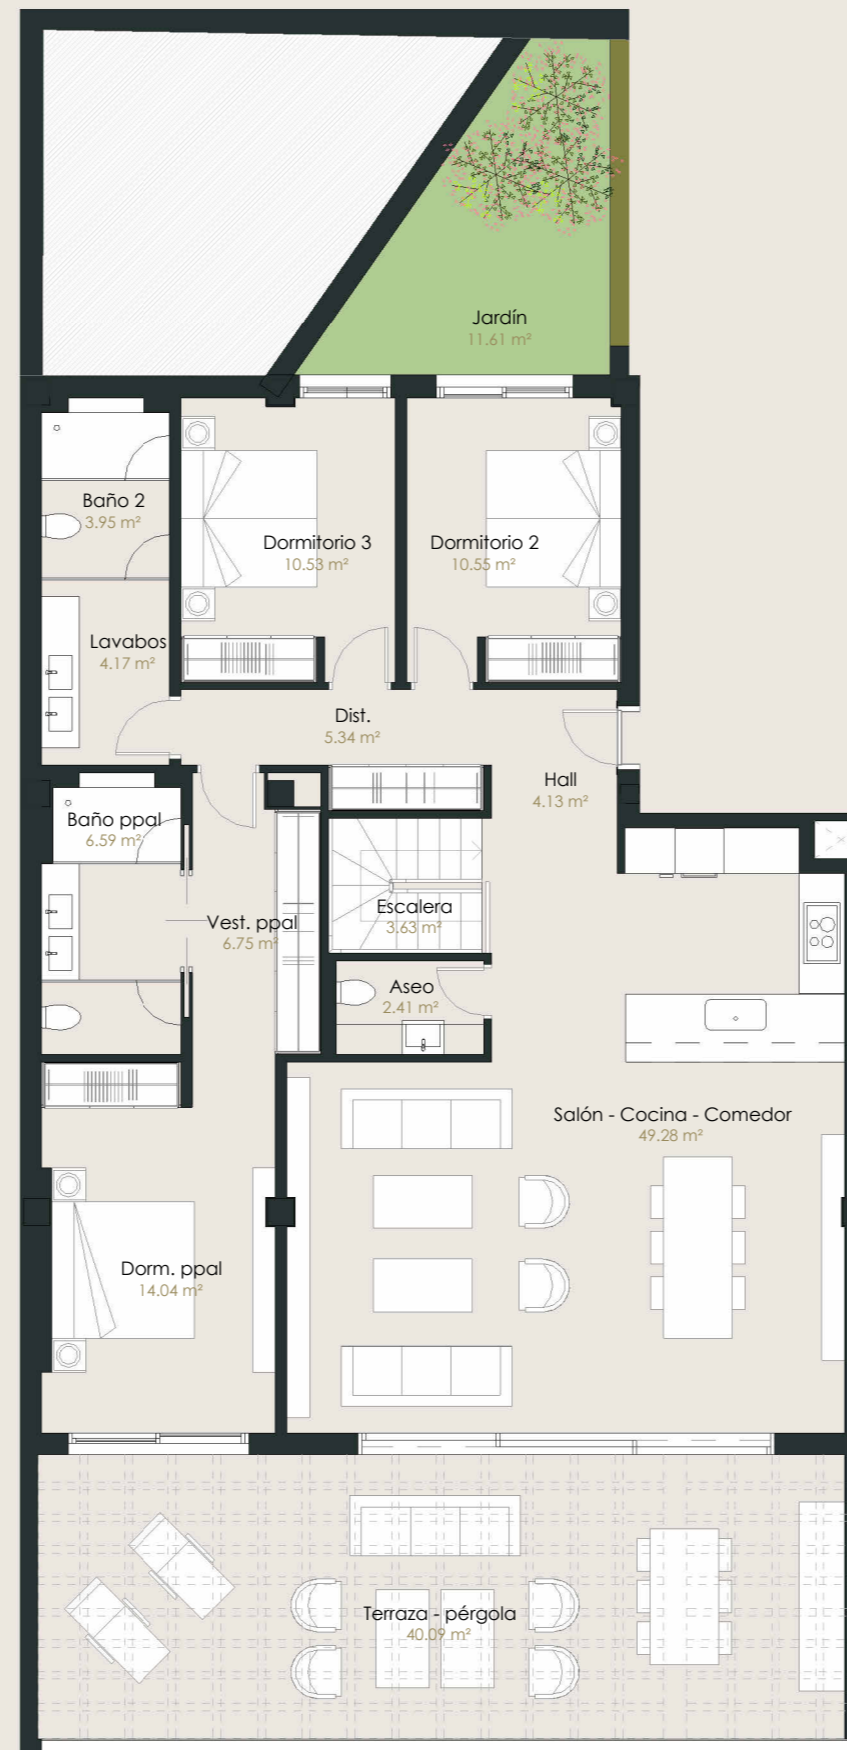 Jardín
11.61 m²
Baño 2
3.95 m²
Dormitorio 3
10.53 m²
Dormitorio 2
10.55 m²
Lavabos
4.17 m²
Dist.
5.34 m²
Hall
4.13 m²
Baño ppal
6.59 m²
Vest. ppal
6.75 m²
Escalera
3.63 m²
Aseo
2.41 m²
Salón - Cocina - Comedor
49.28 m²
Dorm. ppal
14.04 m²
Terraza - pérgola
40.09 m²